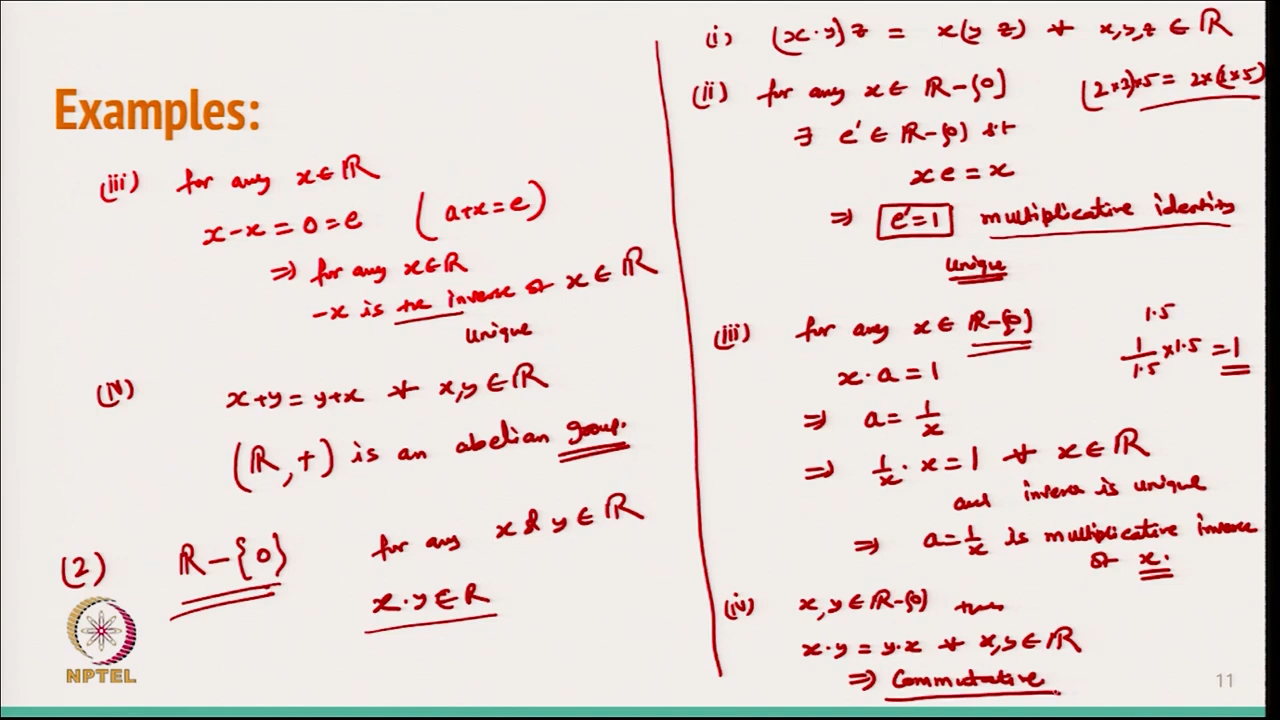 Examples:
(iii) for any x ∈ ℝ
x-x = 0 = e (a+x = e)
⇒ for any x ∈ ℝ
-x is the inverse of x ∈ ℝ
unique
(iv) x+y = y+x ∀ x,y ∈ ℝ
(ℝ, +) is an abelian group.
(2) ℝ-{0} for any x & y ∈ ℝ
x·y ∈ R
NPTEL
(i) (x·y)z = x(y z) ∀ x,y,z ∈ ℝ
(ii) for any x ∈ ℝ-{0} (2×3)×5 = 2×(3×5)
∃ e' ∈ ℝ-{0} st
x e = x
⇒ e'=1 multiplicative identity
unique
(iii) for any x ∈ ℝ-{0} 1.5
x·a = 1 1/1.5 ×1.5 = 1
⇒ a = 1/x
⇒ 1/x · x = 1 ∀ x ∈ ℝ
and inverse is unique
⇒ a = 1/x is multiplicative inverse
of x.
(iv) x,y ∈ ℝ-{0} then
x·y = y·x ∀ x,y ∈ ℝ
⇒ Commutative
11